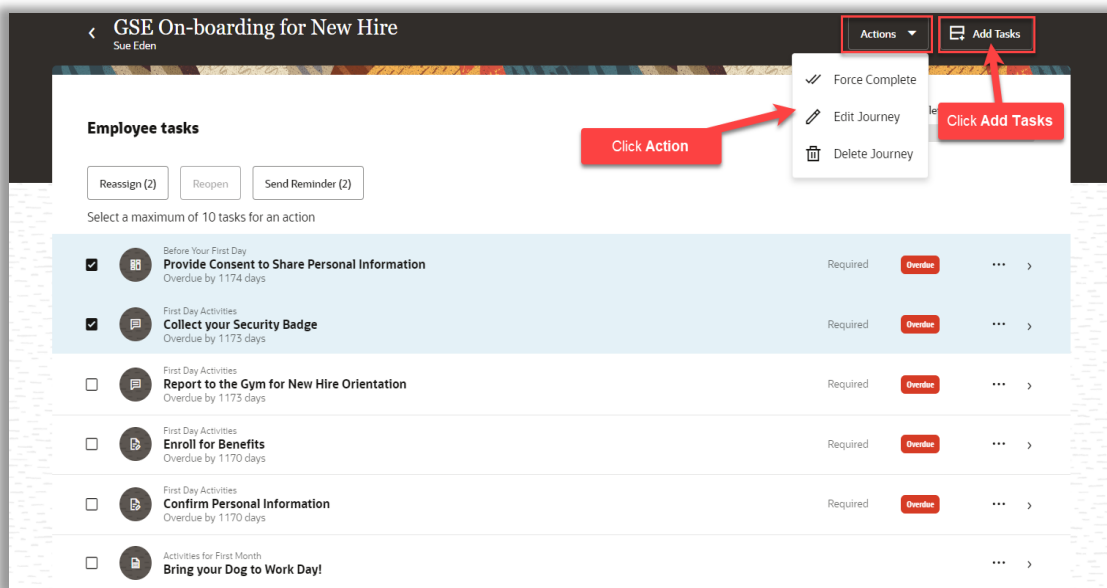 GSE On-boarding for New Hire
Sue Eden
Actions
Add Tasks
Force Complete
Edit Journey
Delete Journey
Click Action
Click Add Tasks
Employee tasks
Reassign (2)
Reopen
Send Reminder (2)
Select a maximum of 10 tasks for an action
Before Your First Day
Provide Consent to Share Personal Information
Overdue by 1174 days
Required
Overdue
First Day Activities
Collect your Security Badge
Overdue by 1173 days
Required
Overdue
First Day Activities
Report to the Gym for New Hire Orientation
Overdue by 1173 days
Required
Overdue
First Day Activities
Enroll for Benefits
Overdue by 1170 days
Required
Overdue
First Day Activities
Confirm Personal Information
Overdue by 1170 days
Required
Overdue
Activities for First Month
Bring your Dog to Work Day!